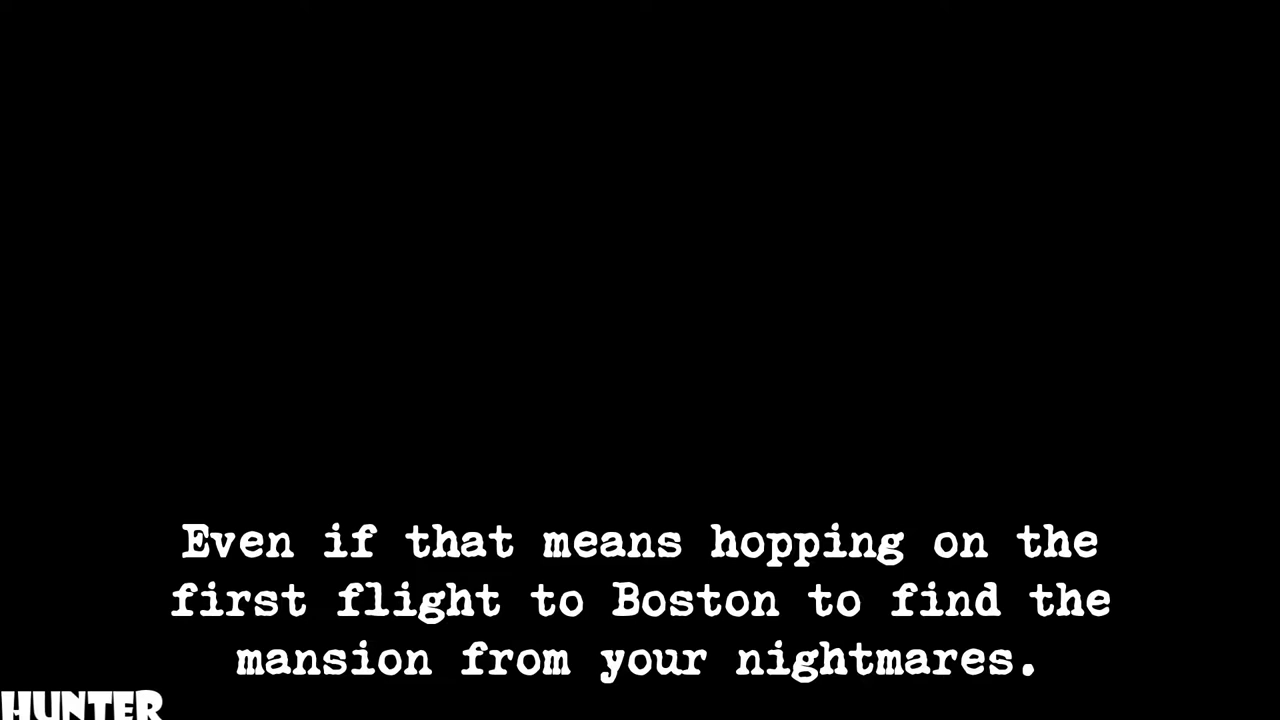 Even if that means hopping on the
first flight to Boston to find the
mansion from your nightmares.
HUNTER